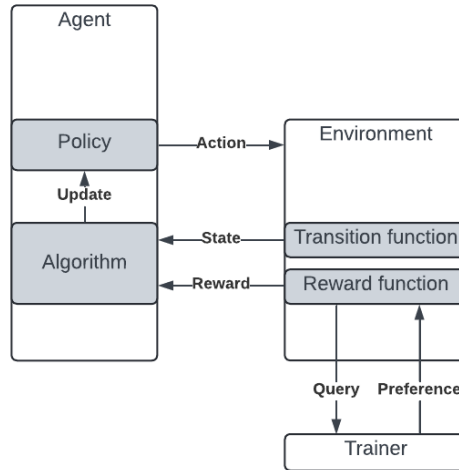 Agent
Environment
Policy
Action
Update
Algorithm
State
Transition function
Reward
Reward function
Query
Preference
Trainer